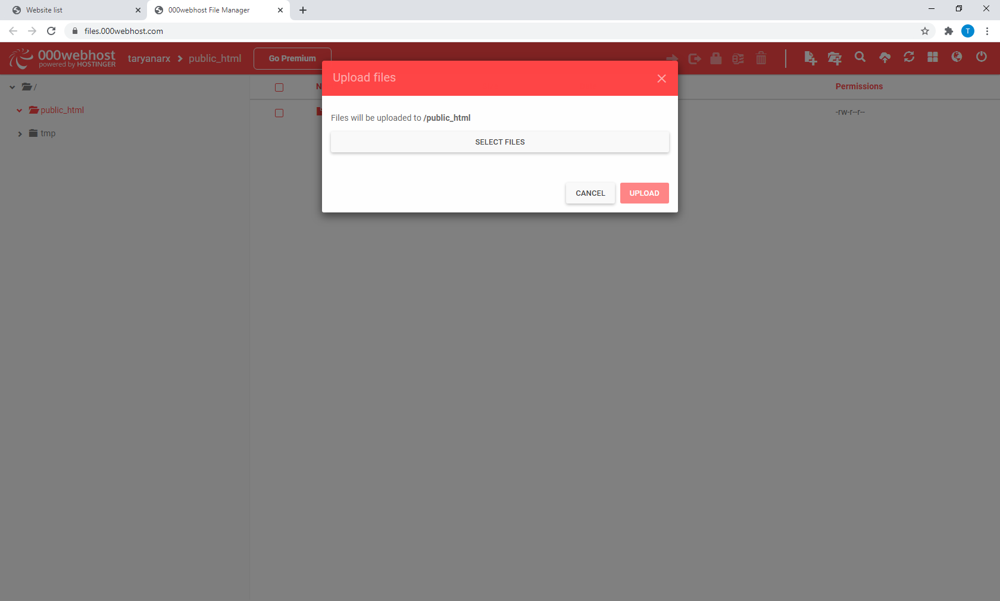 Website list
000webhost File Manager
files.000webhost.com
T
000webhost
powered by HOSTINGER
taryanarx
public_html
Go Premium
Upload files
/
Permissions
public_html
-rw-r--r--
Files will be uploaded to /public_html
tmp
SELECT FILES
CANCEL
UPLOAD